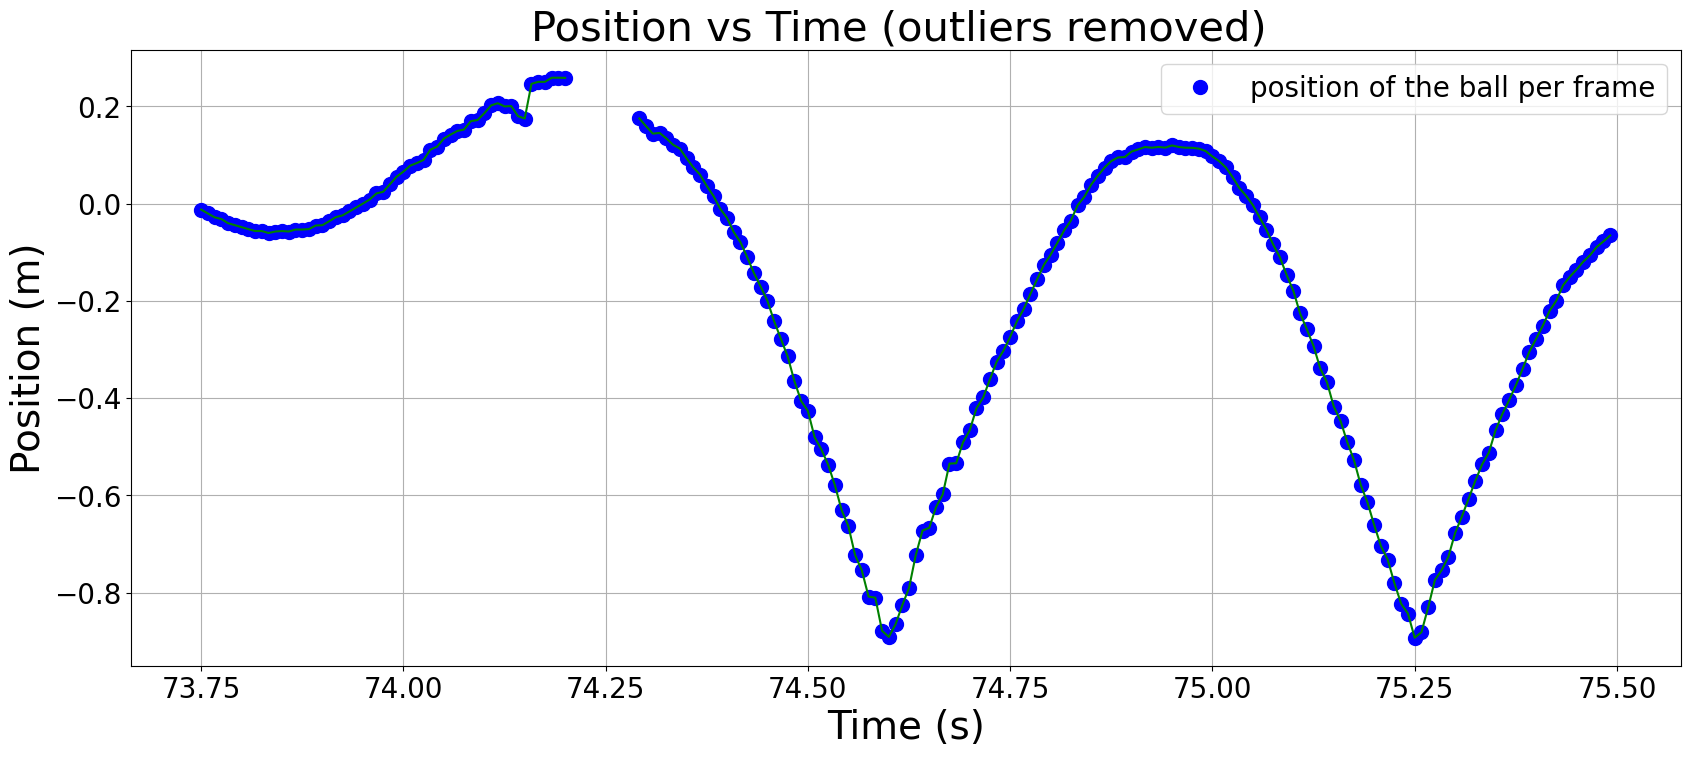 Position vs Time (outliers removed)
position of the ball per frame
Position (m)
0.2
0.0
−0.2
−0.4
−0.6
−0.8
73.75 74.00 74.25 74.50 74.75 75.00 75.25 75.50
Time (s)